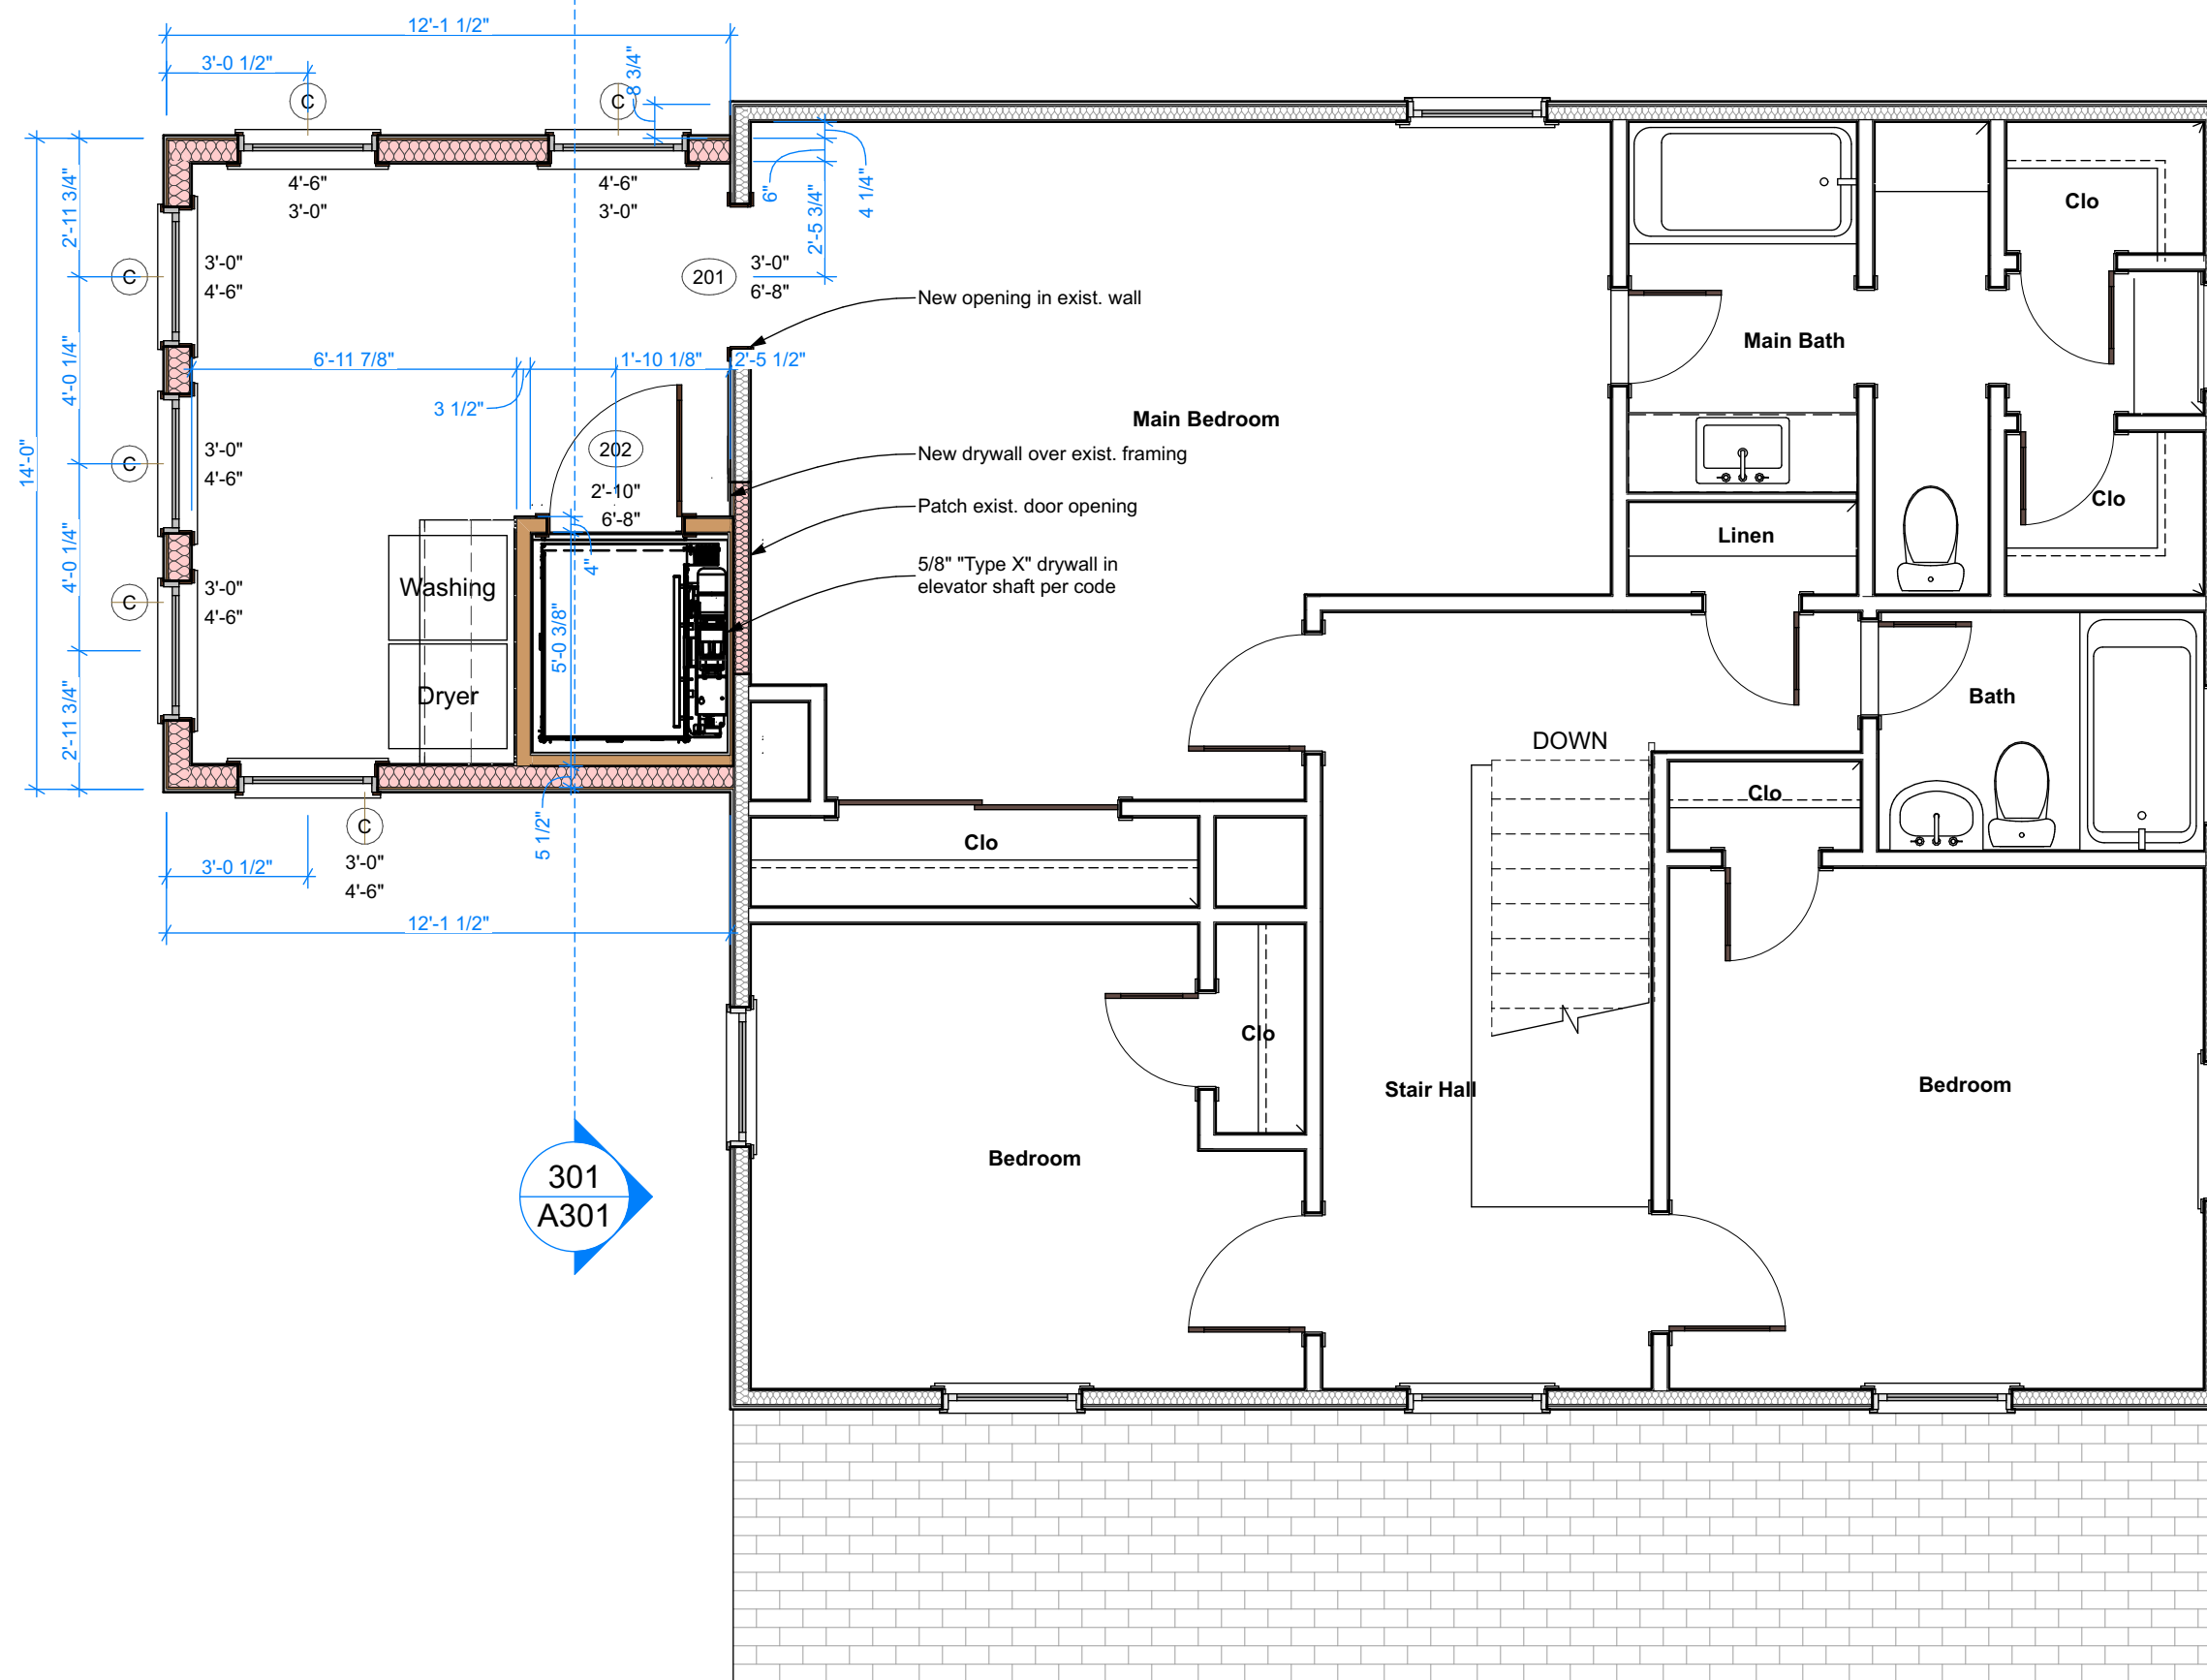 12'-1 1/2"
3'-0 1/2"
8 3/4"
C
C
4'-6"
3'-0"
4'-6"
3'-0"
6"
4 1/4"
2'-5 3/4"
2'-11 3/4"
4'-0 1/4"
4'-0 1/4"
2'-11 3/4"
14'-0"
C
3'-0"
4'-6"
201
3'-0"
6'-8"
New opening in exist. wall
6'-11 7/8"
1'-10 1/8"
2'-5 1/2"
3 1/2"
C
3'-0"
4'-6"
202
2'-10"
6'-8"
New drywall over exist. framing
Patch exist. door opening
5/8" "Type X" drywall in
elevator shaft per code
4"
5'-0 3/8"
Washing
Dryer
C
3'-0"
4'-6"
5 1/2"
C
3'-0"
4'-6"
3'-0 1/2"
12'-1 1/2"
301
A301
Main Bedroom
Main Bath
Clo
Clo
Linen
Bath
DOWN
Clo
Clo
Clo
Stair Hall
Bedroom
Bedroom